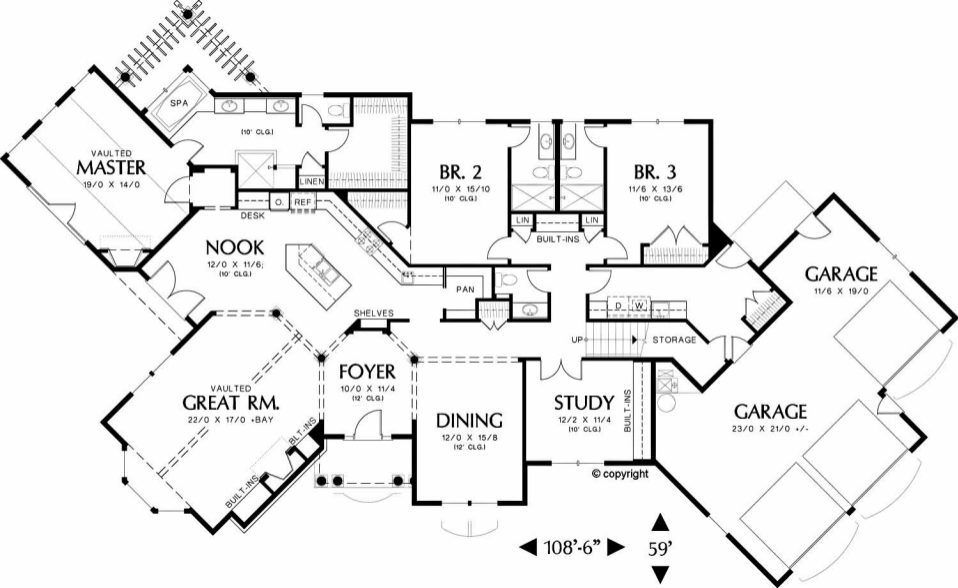 SPA
(10' CLG.)
LINEN
VAULTED
MASTER
19/0 X 14/0
DESK
O.
REF
BR. 2
11/0 X 15/10
(10' CLG.)
BR. 3
11/6 X 13/6
(10' CLG.)
LIN
LIN
BUILT-INS
NOOK
12/0 X 11/6;
(10' CLG.)
PAN
SHELVES
D
W
UP
STORAGE
GARAGE
11/6 X 19/0
VAULTED
GREAT RM.
22/0 X 17/0 +BAY
BUILT-INS
BLT-INS
FOYER
10/0 X 11/4
(12' CLG.)
DINING
12/0 X 15/8
(12' CLG.)
STUDY
12/2 X 11/4
(10' CLG.)
BUILT-INS
GARAGE
23/0 X 21/0 +/-
© copyright
108'-6"
59'